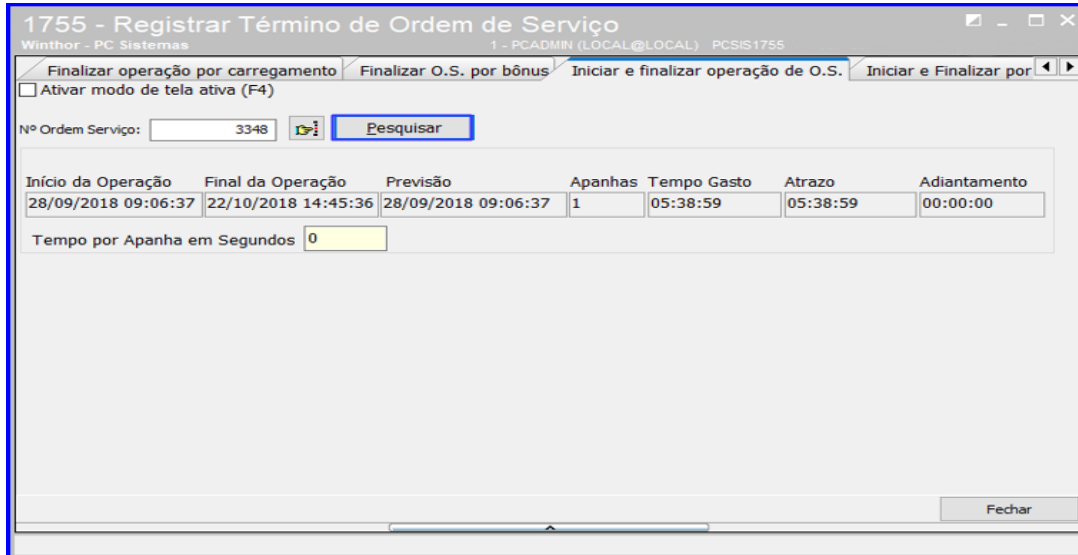 1755 - Registrar Término de Ordem de Serviço
Winthor - PC Sistemas 1 - PCADMIN (LOCAL@LOCAL) PCSIS1755
Finalizar operação por carregamento Finalizar O.S. por bônus Iniciar e finalizar operação de O.S. Iniciar e Finalizar por
Ativar modo de tela ativa (F4)
Nº Ordem Serviço: 3348 Pesquisar
Início da Operação Final da Operação Previsão Apanhas Tempo Gasto Atrazo Adiantamento
28/09/2018 09:06:37 22/10/2018 14:45:36 28/09/2018 09:06:37 1 05:38:59 05:38:59 00:00:00
Tempo por Apanha em Segundos 0
Fechar